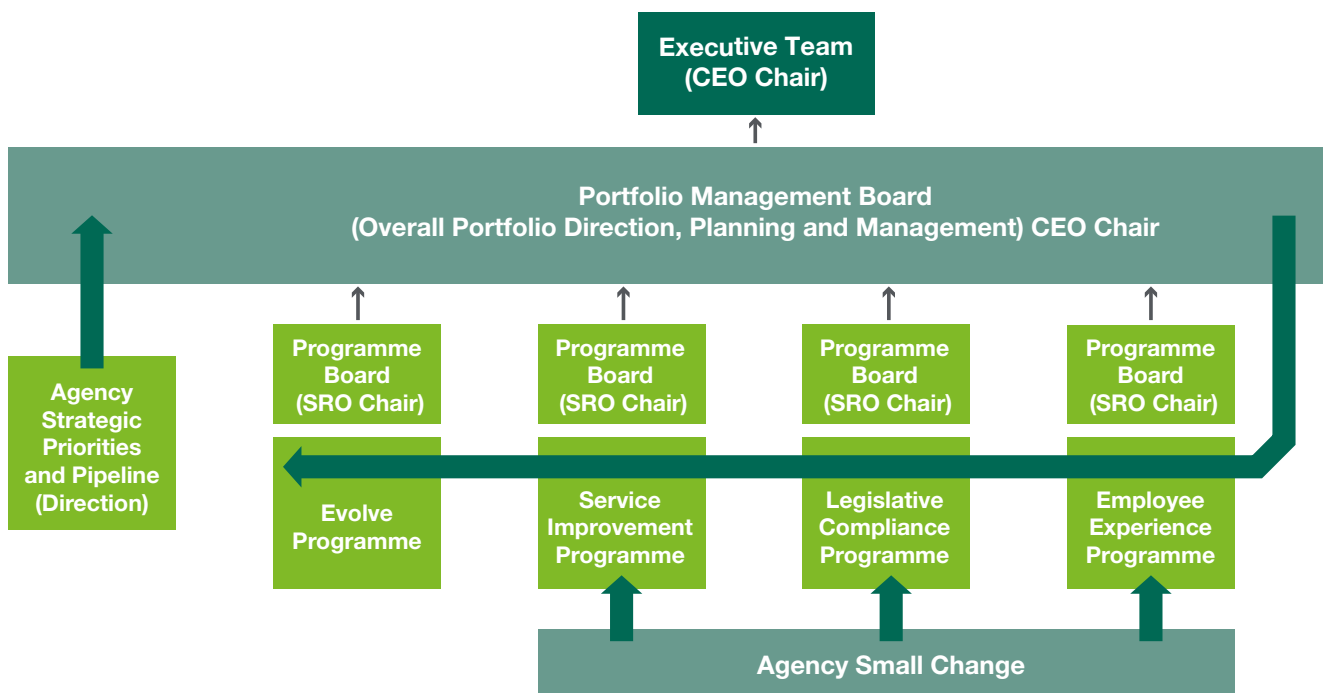 Executive Team
(CEO Chair)
Portfolio Management Board
(Overall Portfolio Direction, Planning and Management) CEO Chair
Agency
Strategic
Priorities
and Pipeline
(Direction)
Programme
Board
(SRO Chair)
Programme
Board
(SRO Chair)
Programme
Board
(SRO Chair)
Programme
Board
(SRO Chair)
Evolve
Programme
Service
Improvement
Programme
Legislative
Compliance
Programme
Employee
Experience
Programme
Agency Small Change